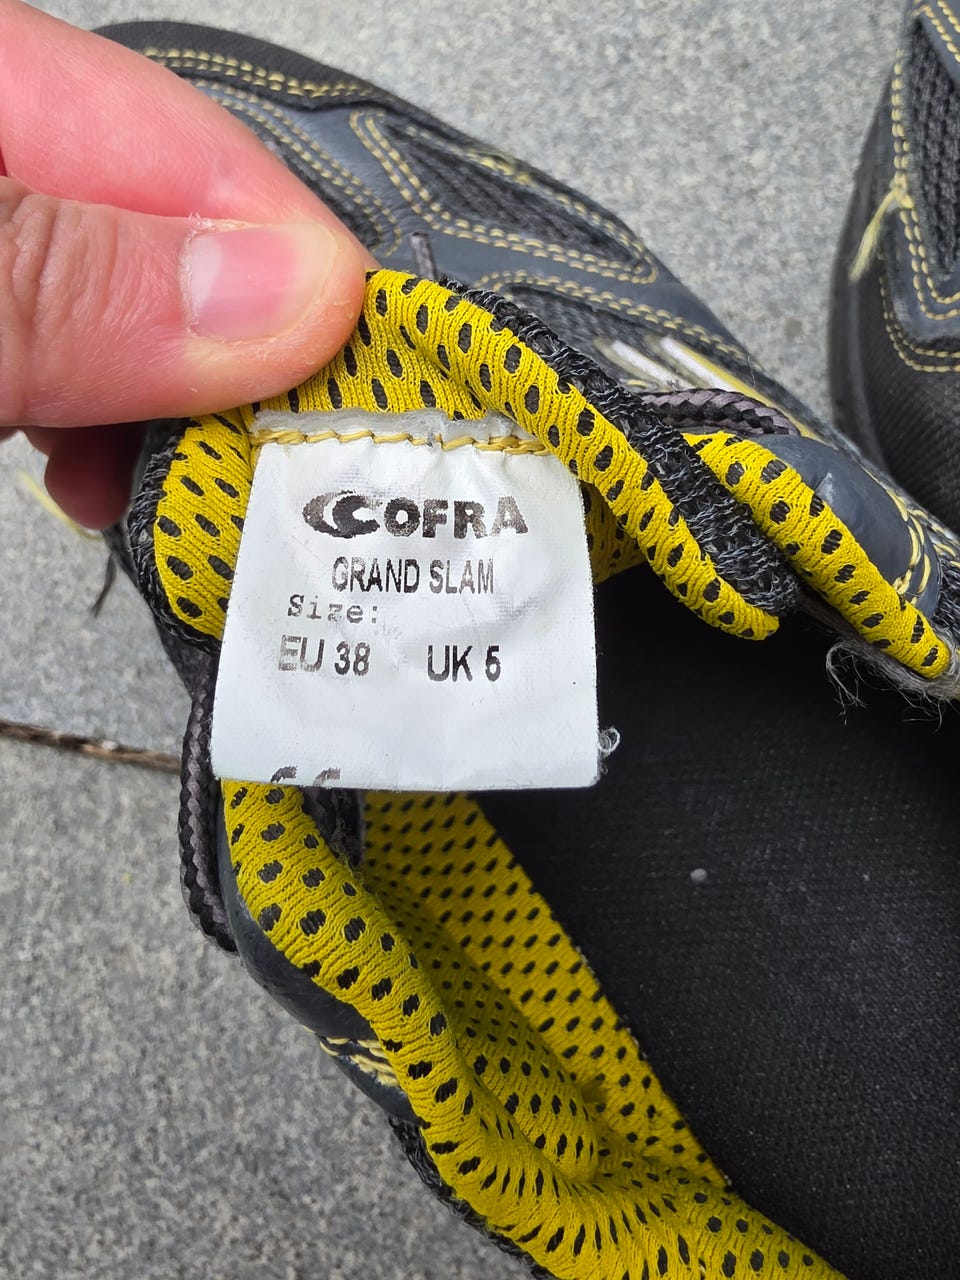 COFRA
GRAND SLAM
Size:
EU 38 UK 5